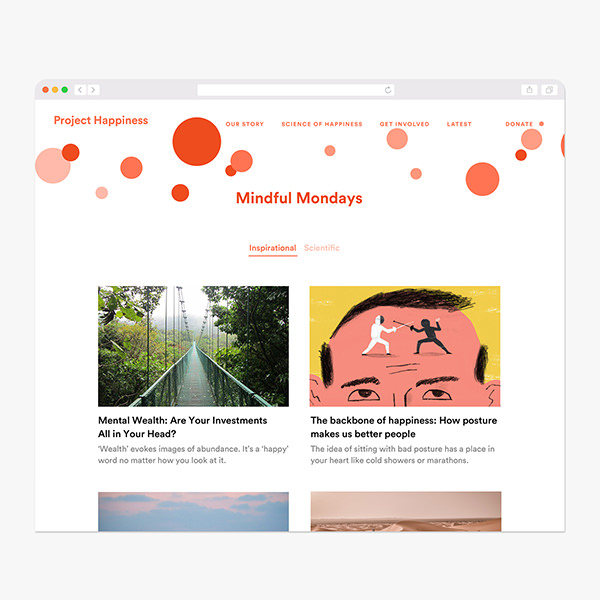 Project Happiness
OUR STORY
SCIENCE OF HAPPINESS
GET INVOLVED
LATEST
DONATE
Mindful Mondays
Inspirational
Scientific
Mental Wealth: Are Your Investments
All in Your Head?
‘Wealth’ evokes images of abundance. It’s a ‘happy’
word no matter how you look at it.
The backbone of happiness: How posture
makes us better people
The idea of sitting with bad posture has a place in
your heart like cold showers or marathons.